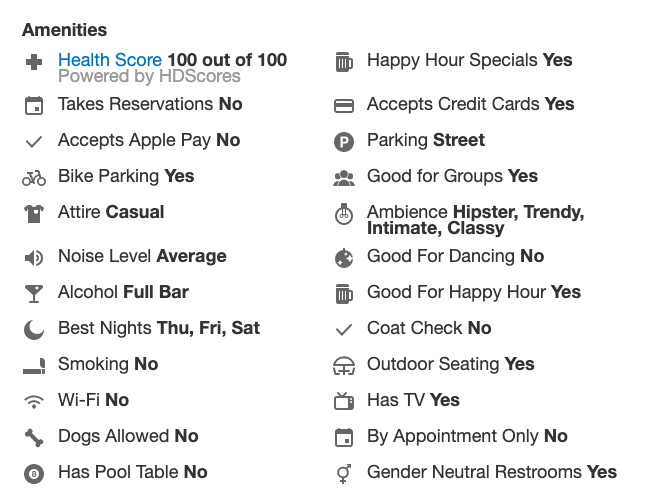 Amenities
Health Score 100 out of 100
Powered by HDScores
Takes Reservations No
Accepts Apple Pay No
Bike Parking Yes
Attire Casual
Noise Level Average
Alcohol Full Bar
Best Nights Thu, Fri, Sat
Smoking No
Wi-Fi No
Dogs Allowed No
8 Has Pool Table No
Happy Hour Specials Yes
Accepts Credit Cards Yes
P Parking Street
Good for Groups Yes
Ambience Hipster, Trendy,
Intimate, Classy
Good For Dancing No
Good For Happy Hour Yes
Coat Check No
Outdoor Seating Yes
Has TV Yes
By Appointment Only No
Gender Neutral Restrooms Yes